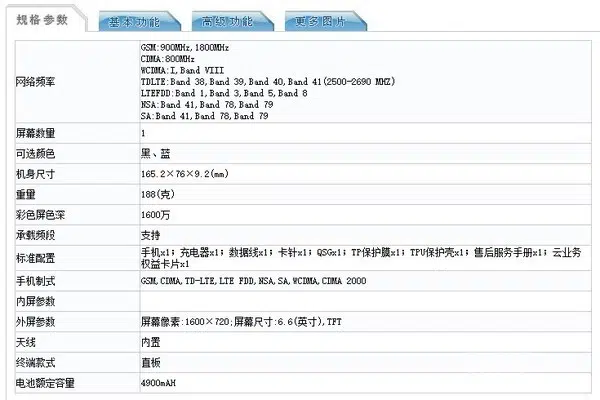 规格参数 基本功能 高级功能 更多图片
网络频率 GSM:900MHz,1800MHz
CDMA:800MHz
WCDMA:I,Band VIII
TDLTE:Band 38,Band 39,Band 40,Band 41(2500-2690 MHZ)
LTEFDD:Band 1,Band 3,Band 5,Band 8
NSA:Band 41,Band 78,Band 79
SA:Band 41,Band 78,Band 79
屏幕数量 1
可选颜色 黑、蓝
机身尺寸 165.2×76×9.2(mm)
重量 188(克)
彩色屏色深 1600万
承载频段 支持
标准配置 手机x1；充电器x1；数据线x1；卡针x1；QSGx1；TP保护膜x1；TPU保护壳x1；售后服务手册x1；云业务
权益卡片x1
手机制式 GSM,CDMA,TD-LTE,LTE FDD,NSA,SA,WCDMA,CDMA 2000
内屏参数
外屏参数 屏幕像素:1600×720;屏幕尺寸:6.6(英寸),TFT
天线 内置
终端款式 直板
电池额定容量 4900mAH